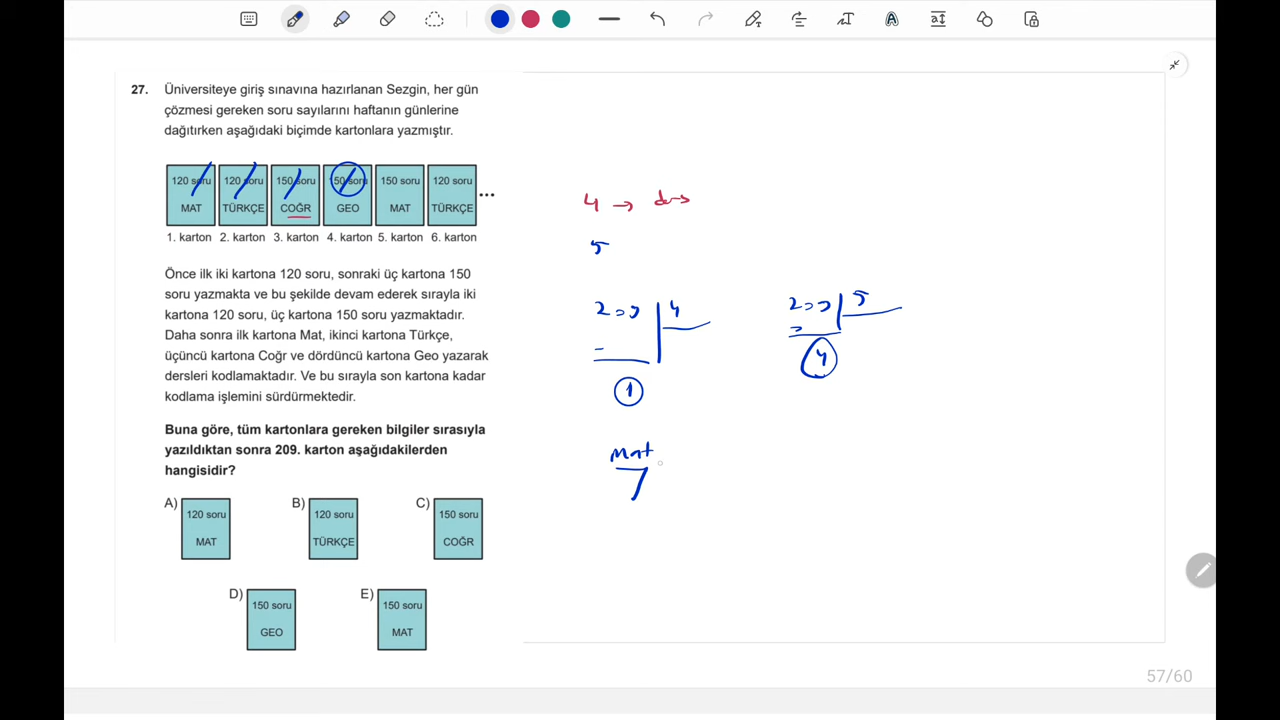 27. Üniversiteye giriş sınavına hazırlanan Sezgin, her gün
çözmesi gereken soru sayılarını haftanın günlerine
dağıtırken aşağıdaki biçimde kartonlara yazmıştır.
120 soru 120 soru 150 soru 150 soru 150 soru 120 soru
MAT TÜRKÇE COĞR GEO MAT TÜRKÇE ...
1. karton 2. karton 3. karton 4. karton 5. karton 6. karton
Önce ilk iki kartona 120 soru, sonraki üç kartona 150
soru yazmakta ve bu şekilde devam ederek sırayla iki
kartona 120 soru, üç kartona 150 soru yazmaktadır.
Daha sonra ilk kartona Mat, ikinci kartona Türkçe,
üçüncü kartona Coğr ve dördüncü kartona Geo yazarak
dersleri kodlamaktadır. Ve bu sırayla son kartona kadar
kodlama işlemini sürdürmektedir.
Buna göre, tüm kartonlara gereken bilgiler sırasıyla
yazıldıktan sonra 209. karton aşağıdakilerden
hangisidir?
A) 120 soru MAT
B) 120 soru TÜRKÇE
C) 150 soru COĞR
D) 150 soru GEO
E) 150 soru MAT
4 → ders
5
209 4
1
209 5
4
Mat
57/60